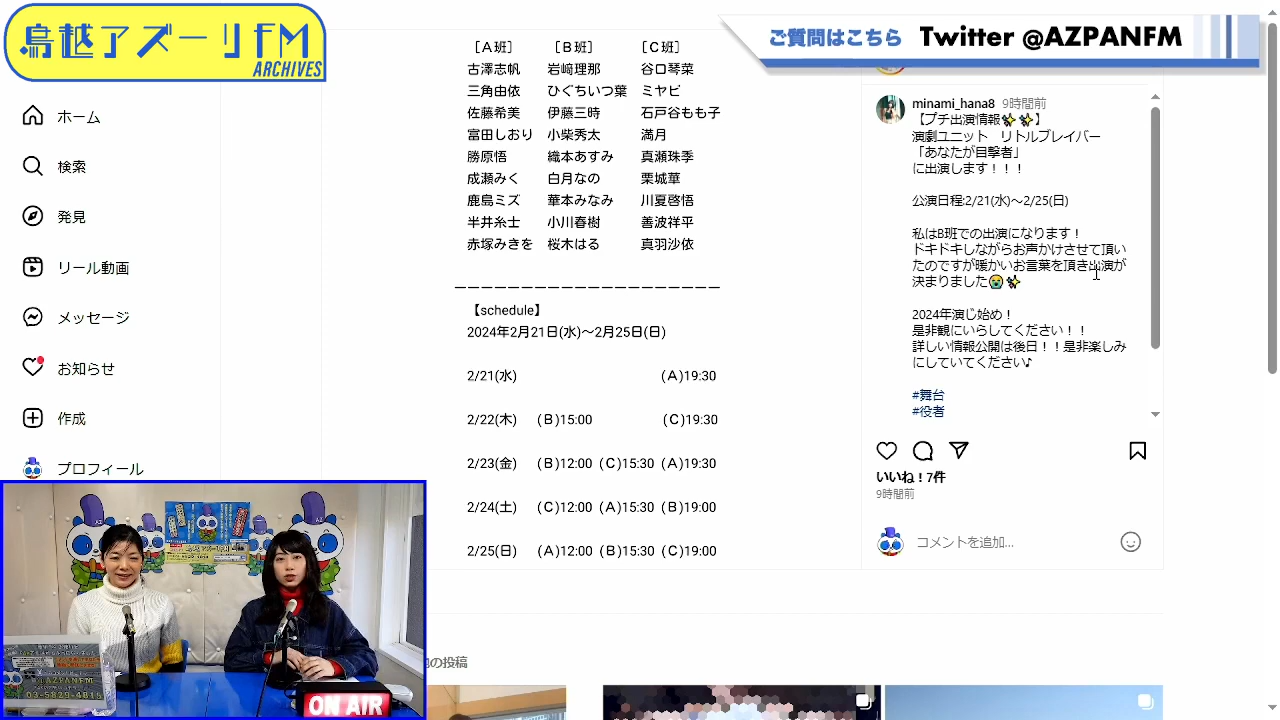 鳥越アズーリFM
ARCHIVES
ご質問はこちら Twitter @AZPANFM
ホーム
検索
発見
リール動画
メッセージ
お知らせ
作成
プロフィール
［A班］ ［B班］ ［C班］
古澤志帆 岩﨑理那 谷口琴菜
三角由依 ひぐちいつ葉 ミヤビ
佐藤希美 伊藤三時 石戸谷もも子
富田しおり 小柴秀太 満月
勝原悟 織本あすみ 真瀬珠季
成瀬みく 白月なの 栗城華
鹿島ミズ 華本みなみ 川夏啓悟
半井糸士 小川春樹 善波祥平
赤塚みきを 桜木はる 真羽沙依
【schedule】
2024年2月21日(水)〜2月25日(日)
2/21(水) (A)19:30
2/22(木) (B)15:00 (C)19:30
2/23(金) (B)12:00 (C)15:30 (A)19:30
2/24(土) (C)12:00 (A)15:30 (B)19:00
2/25(日) (A)12:00 (B)15:30 (C)19:00
minami_hana8 9時間前
【プチ出演情報✨✨】
演劇ユニット リトルブレイバー
「あなたが目撃者」
に出演します！！！
公演日程:2/21(水)〜2/25(日)
私はB班での出演になります！
ドキドキしながらお声かけさせて頂い
たのですが暖かいお言葉を頂き出演が
決まりました😭✨
2024年演じ始め！
是非観にいらしてください！！
詳しい情報公開は後日！！是非楽しみ
にしていてください♪
#舞台
#役者
いいね！7件
9時間前
コメントを追加...
の投稿
AZPANFM
03-5829-4815
ON AIR